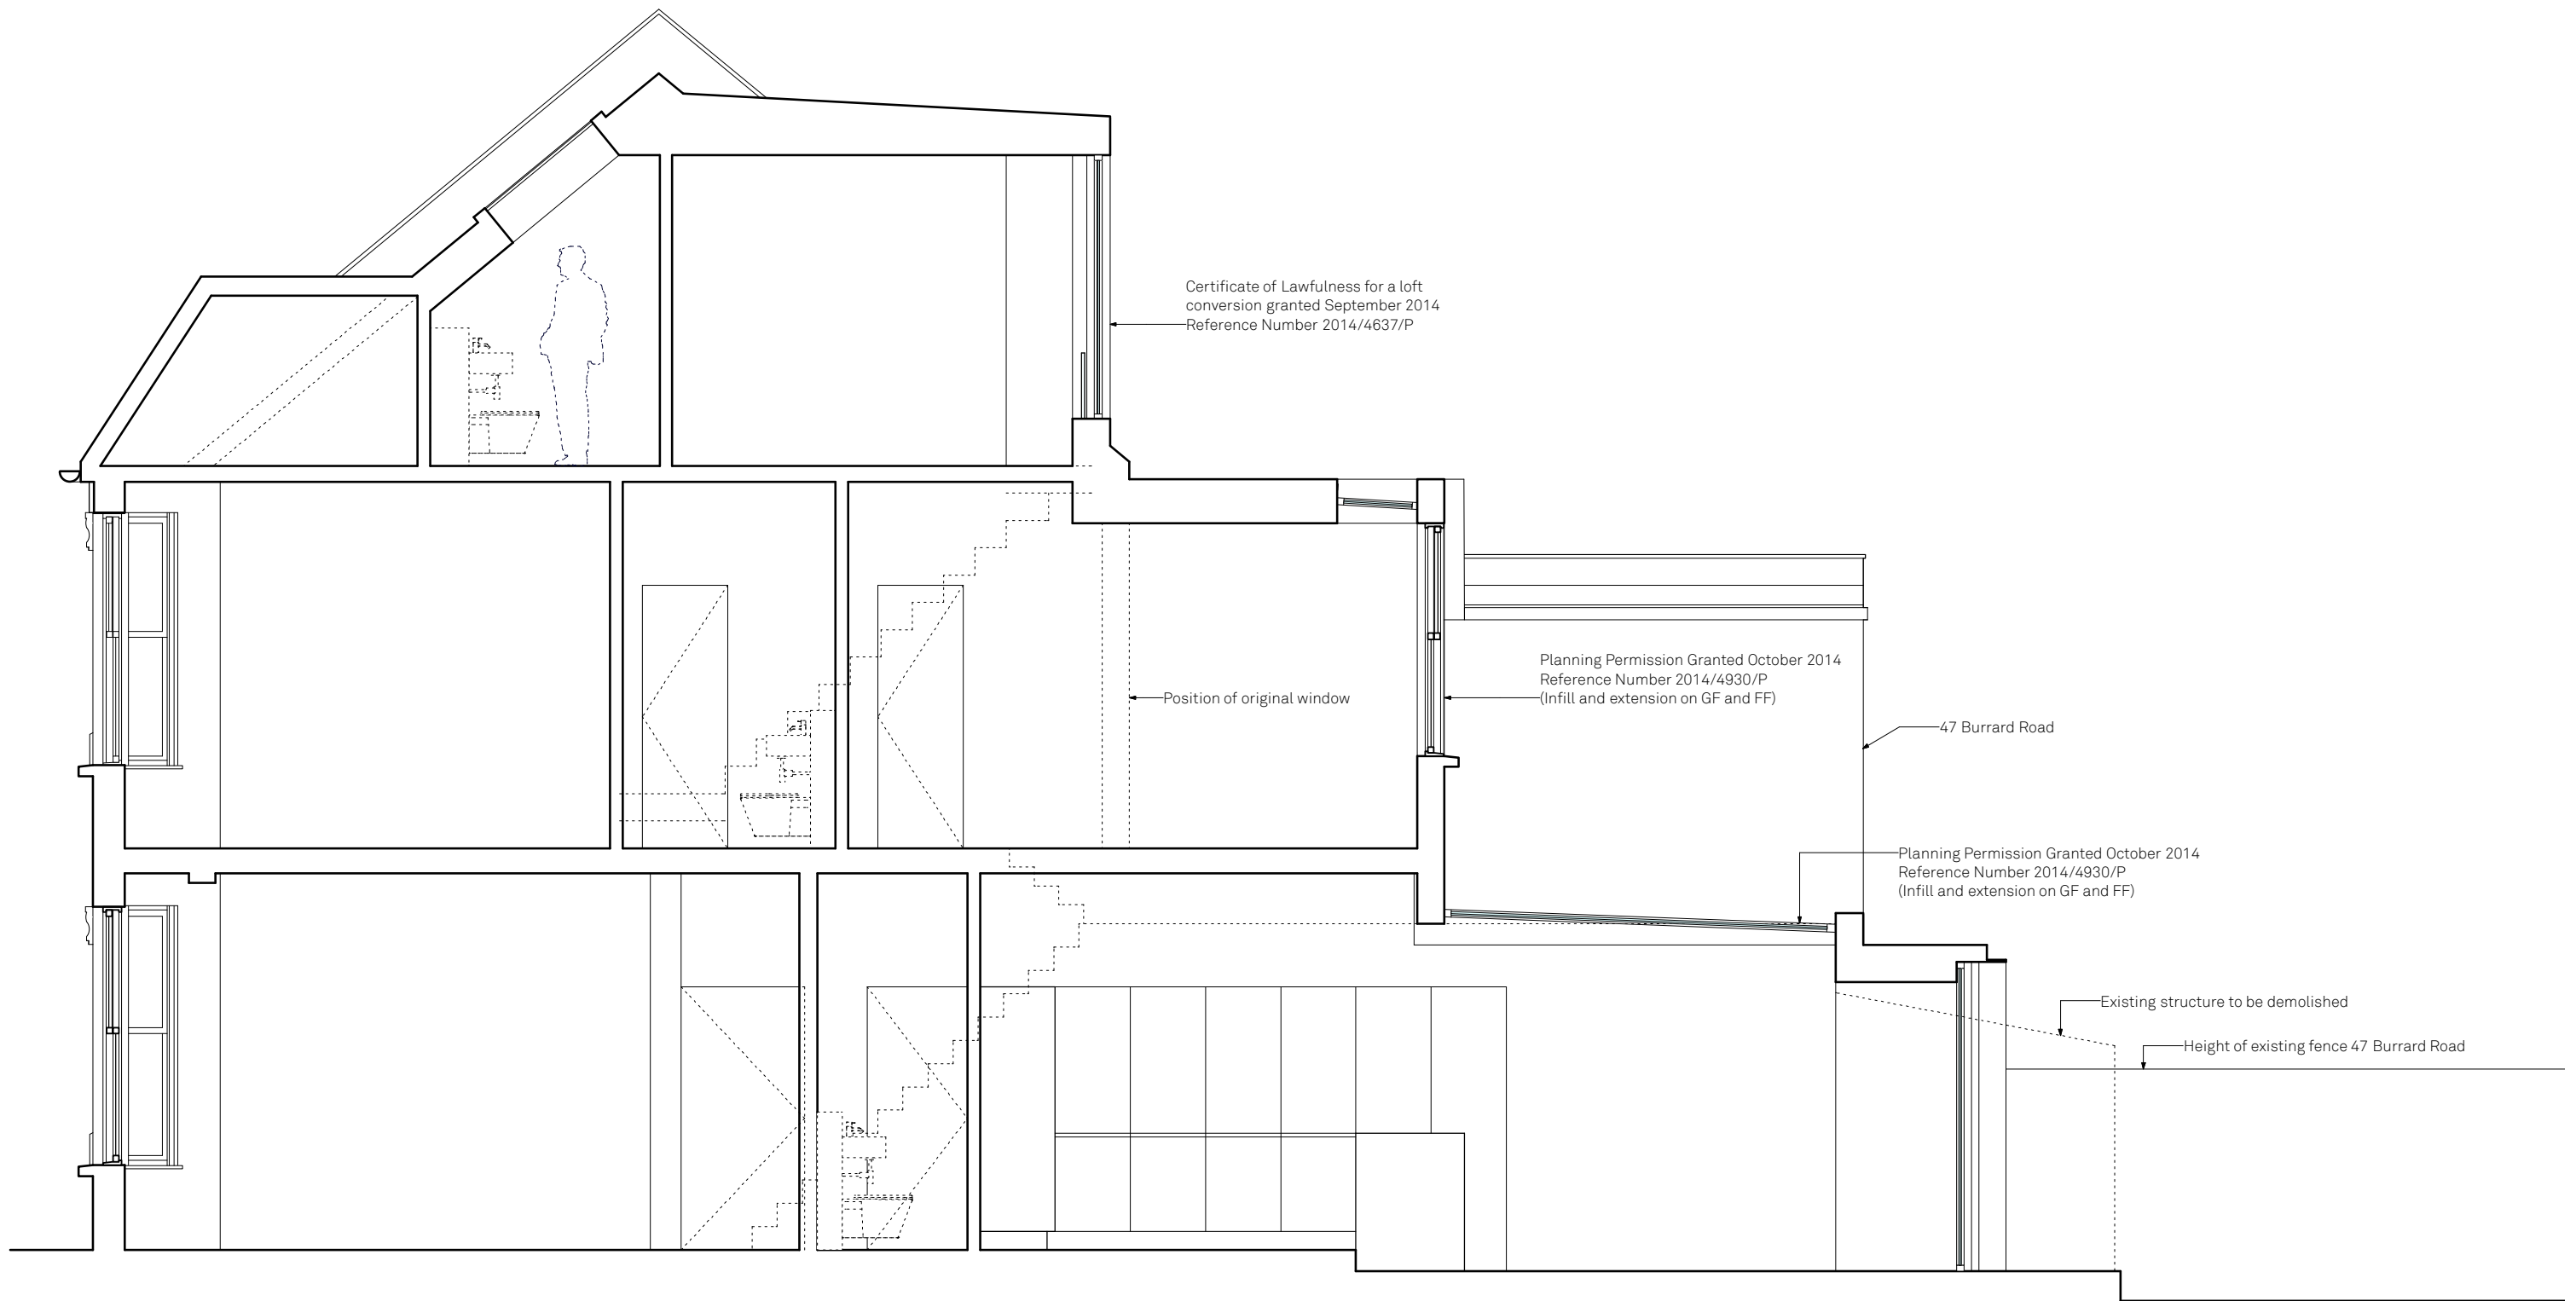 Certificate of Lawfulness for a loft
conversion granted September 2014
Reference Number 2014/4637/P
Planning Permission Granted October 2014
Reference Number 2014/4930/P
(Infill and extension on GF and FF)
Position of original window
47 Burrard Road
Planning Permission Granted October 2014
Reference Number 2014/4930/P
(Infill and extension on GF and FF)
Existing structure to be demolished
Height of existing fence 47 Burrard Road